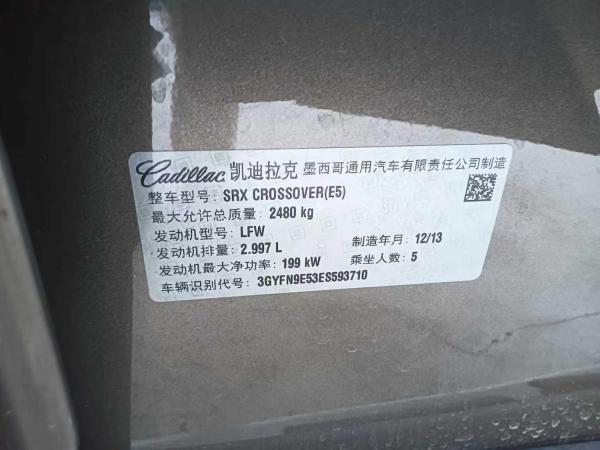 Cadillac 凯迪拉克 墨西哥通用汽车有限责任公司制造
整车型号: SRX CROSSOVER(E5)
最大允许总质量: 2480 kg
发动机型号: LFW 制造年月: 12/13
发动机排量: 2.997 L
发动机最大净功率: 199 kW 乘坐人数: 5
车辆识别代号: 3GYFN9E53ES593710